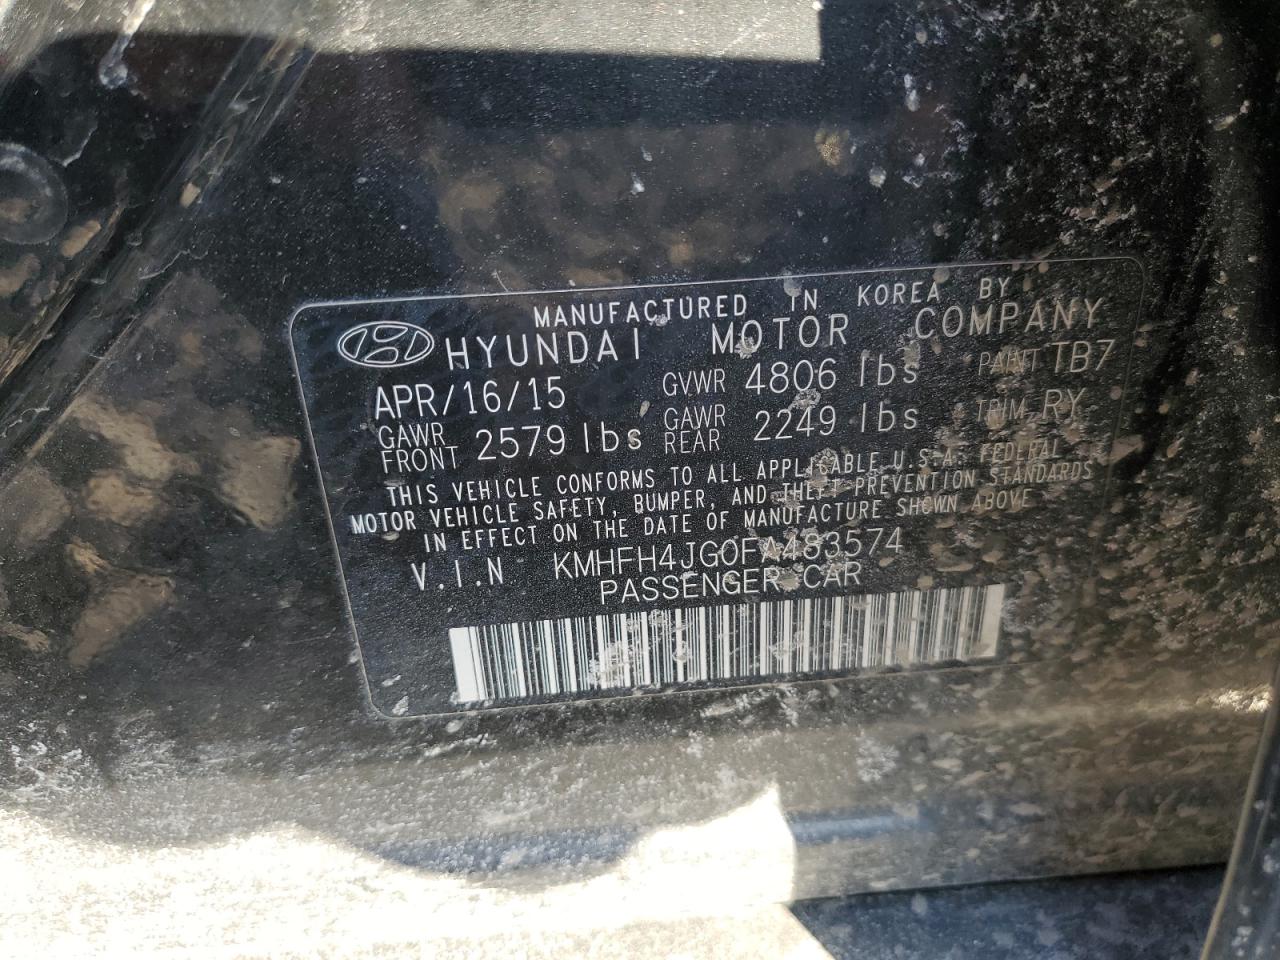 MANUFACTURED IN KOREA BY
HYUNDAI MOTOR COMPANY
APR/16/15 GVWR 4806 lbs PAINT TB7
GAWR FRONT 2579 lbs GAWR REAR 2249 lbs TRIM RY
THIS VEHICLE CONFORMS TO ALL APPLICABLE U.S.A. FEDERAL
MOTOR VEHICLE SAFETY, BUMPER, AND THEFT PREVENTION STANDARDS
IN EFFECT ON THE DATE OF MANUFACTURE SHOWN ABOVE
V.I.N KMHFH4JG0FA483574
PASSENGER CAR